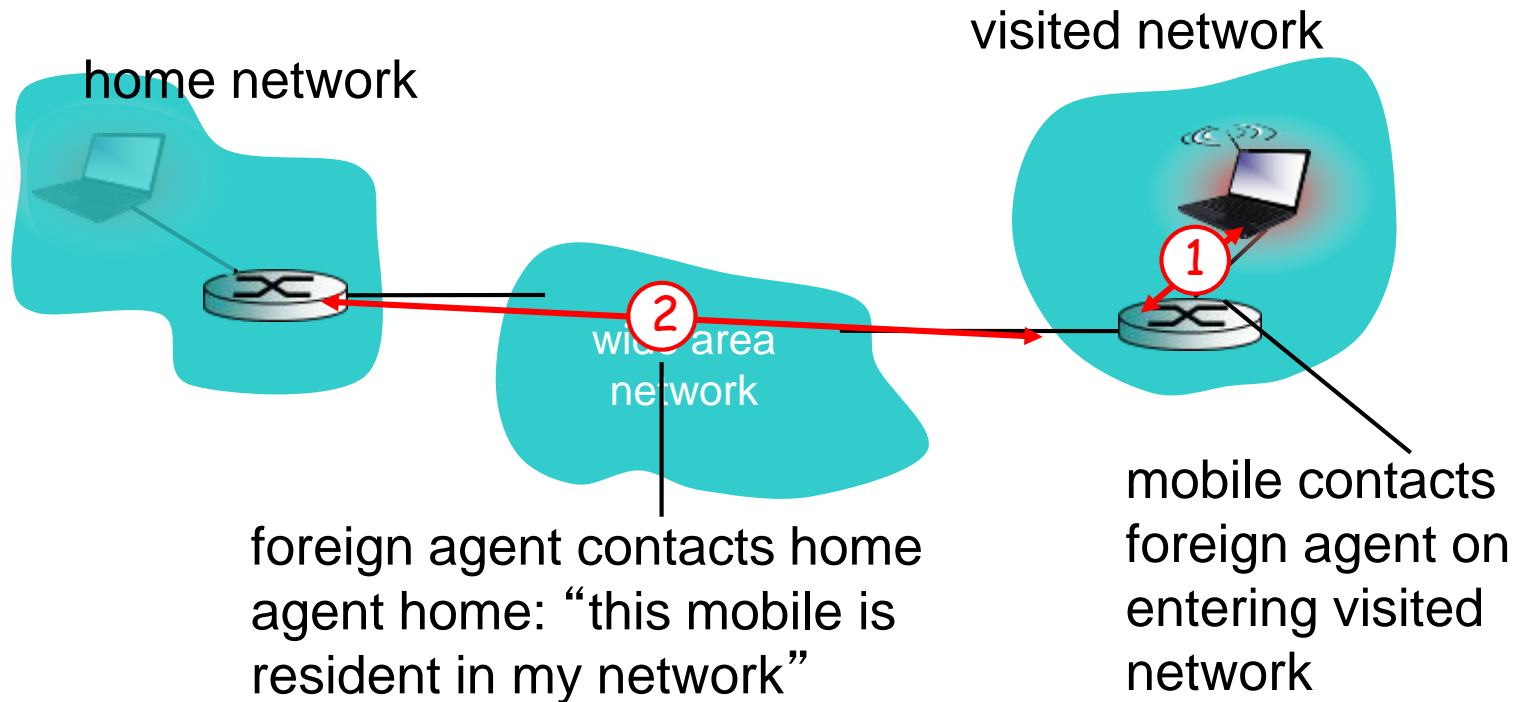 visited network
home network
1
2
wide area
network
foreign agent contacts home
agent home: “this mobile is
resident in my network”
mobile contacts
foreign agent on
entering visited
network